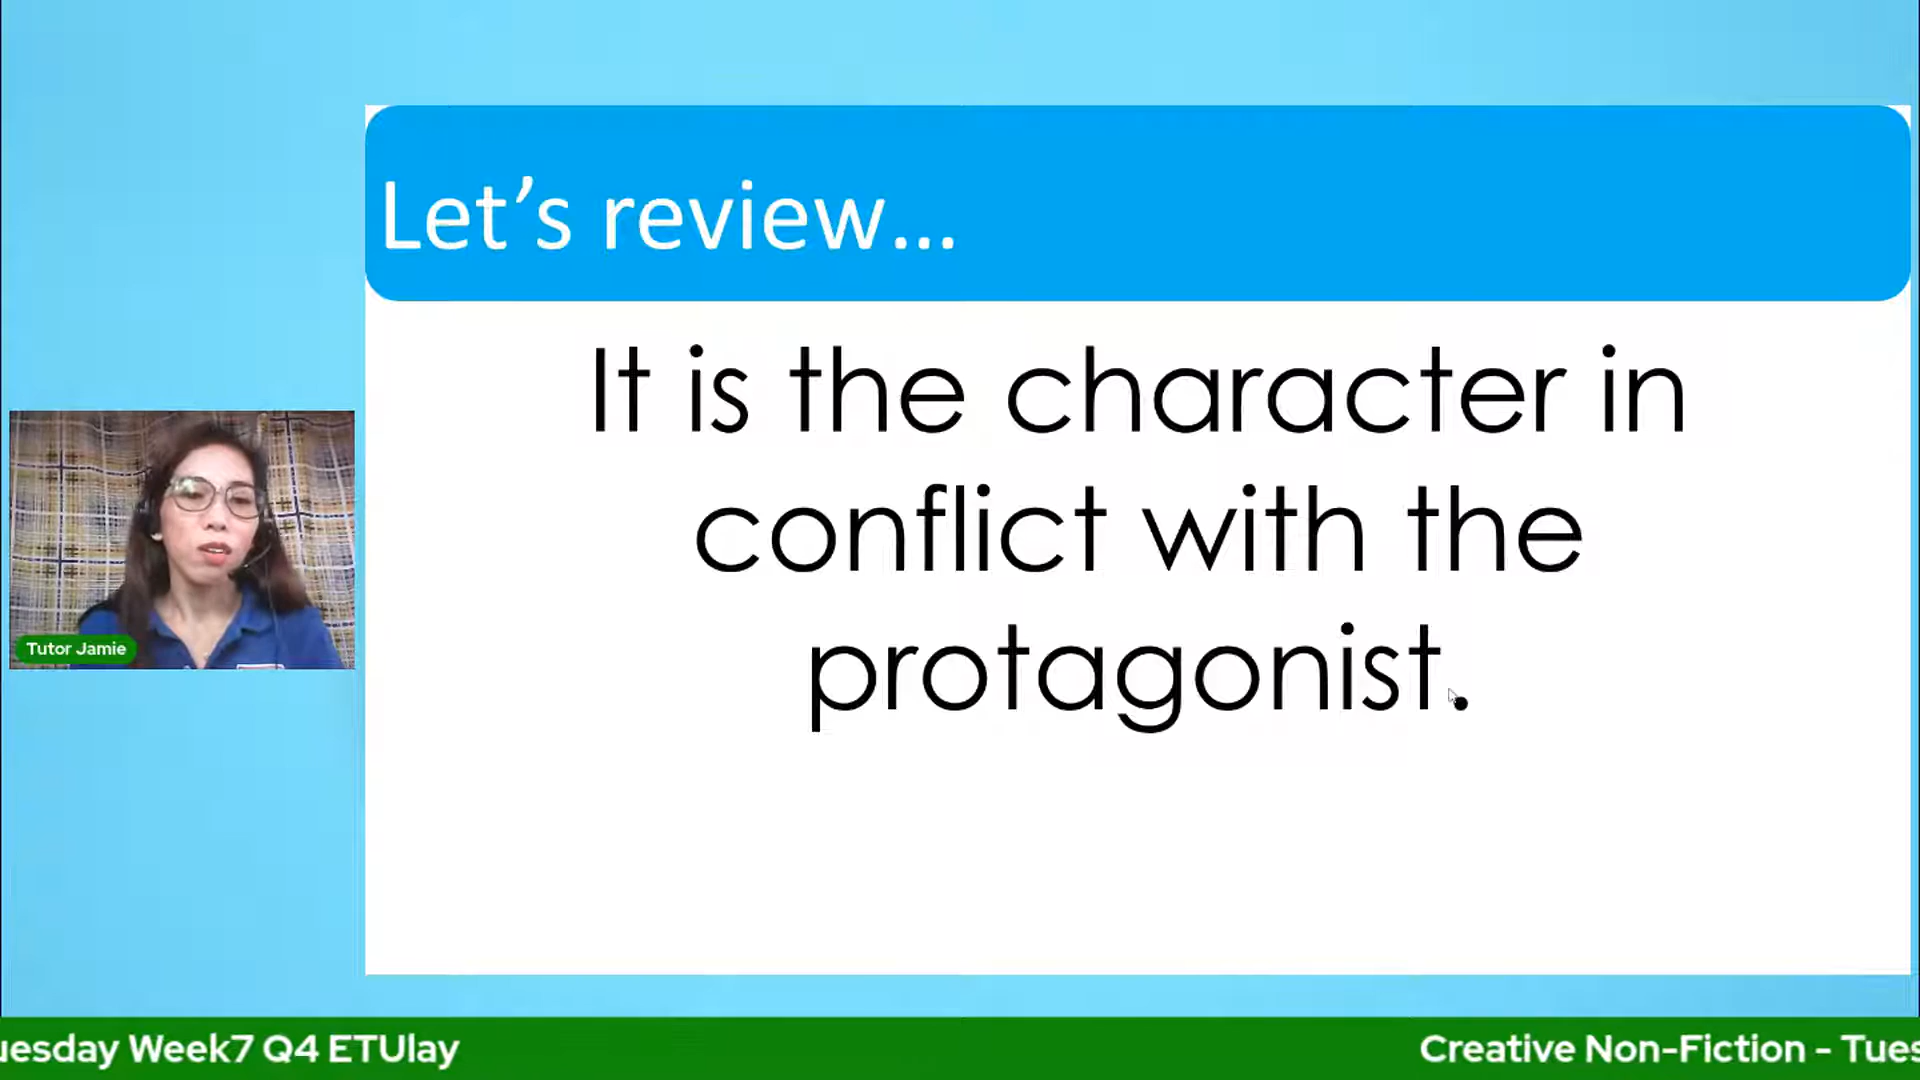 Let's review...
It is the character in
conflict with the
protagonist.
Tutor Jamie
uesday Week7 Q4 ETUlay
Creative Non-Fiction - Tues